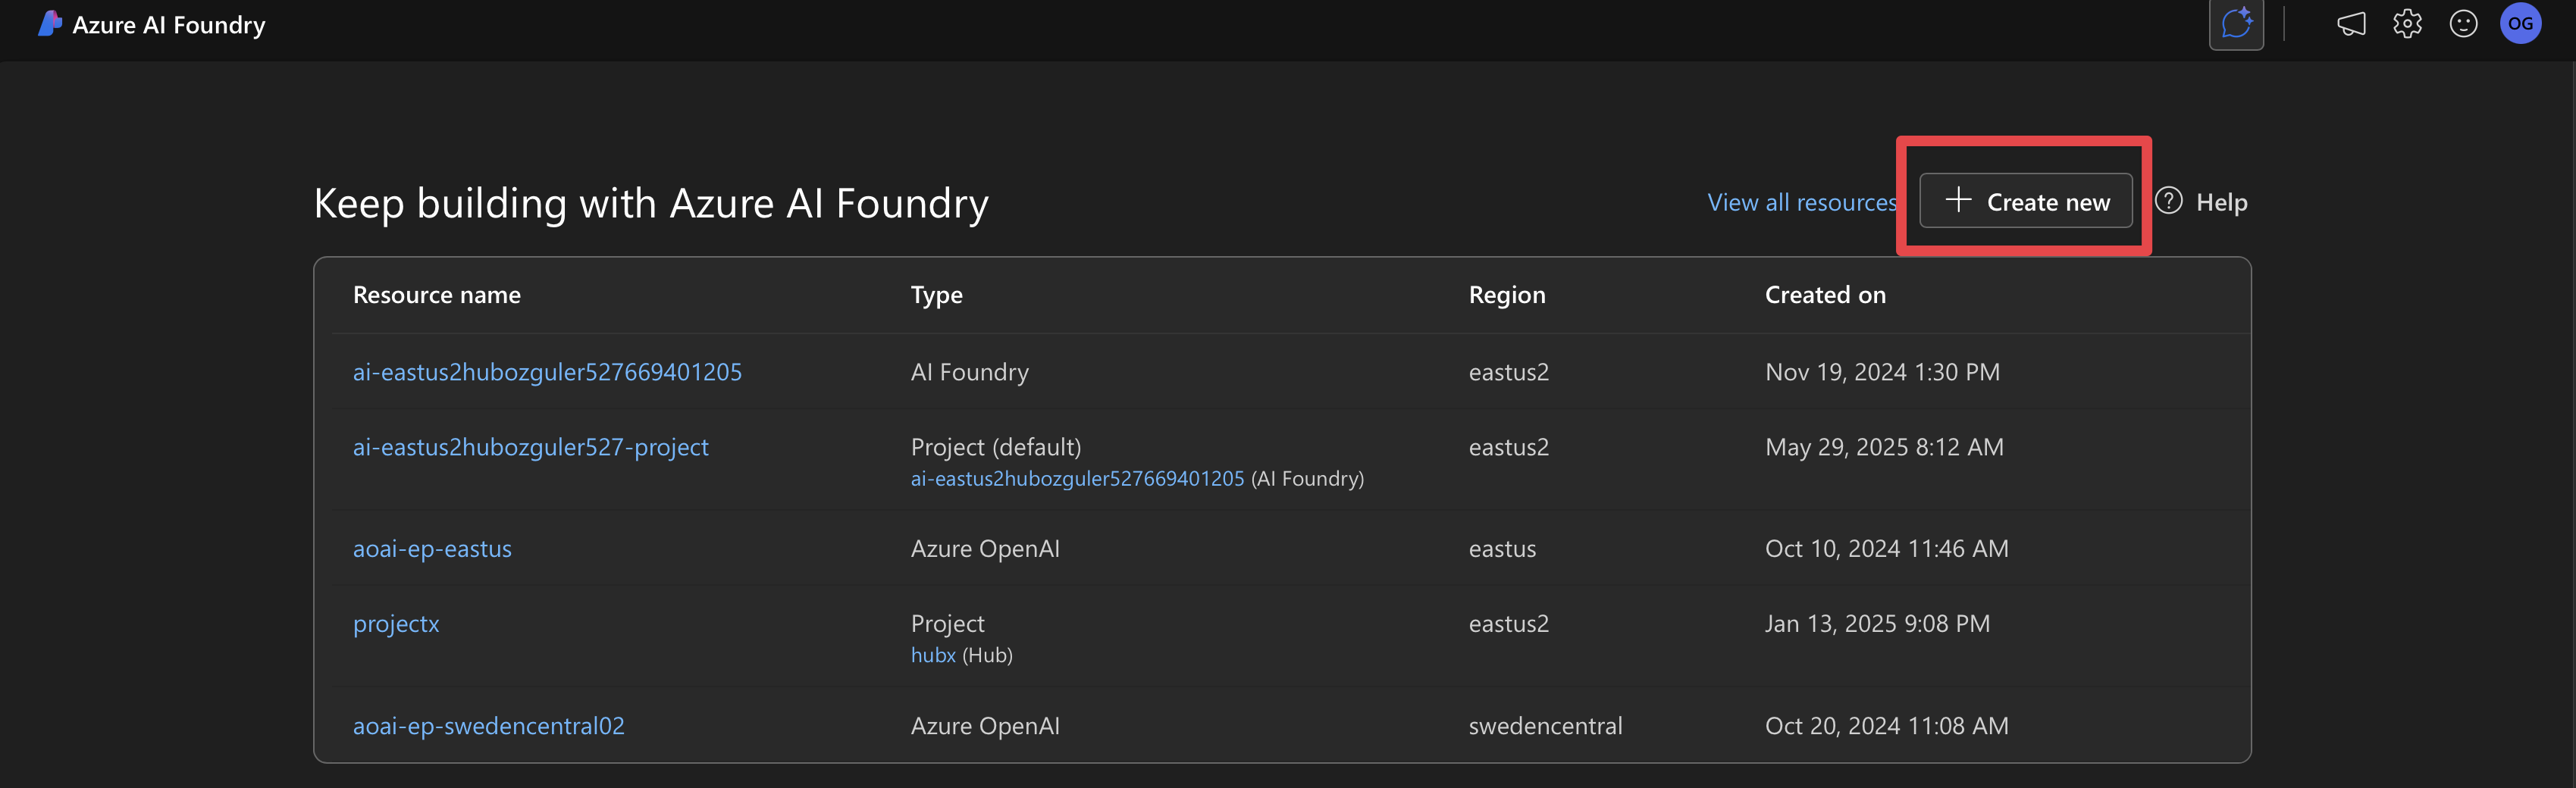 Azure AI Foundry
OG
Keep building with Azure AI Foundry
View all resources
Create new
Help
Resource name Type Region Created on
ai-eastus2hubozguler527669401205 AI Foundry eastus2 Nov 19, 2024 1:30 PM
ai-eastus2hubozguler527-project Project (default) eastus2 May 29, 2025 8:12 AM
ai-eastus2hubozguler527669401205 (AI Foundry)
aoai-ep-eastus Azure OpenAI eastus Oct 10, 2024 11:46 AM
projectx Project eastus2 Jan 13, 2025 9:08 PM
hubx (Hub)
aoai-ep-swedencentral02 Azure OpenAI swedencentral Oct 20, 2024 11:08 AM